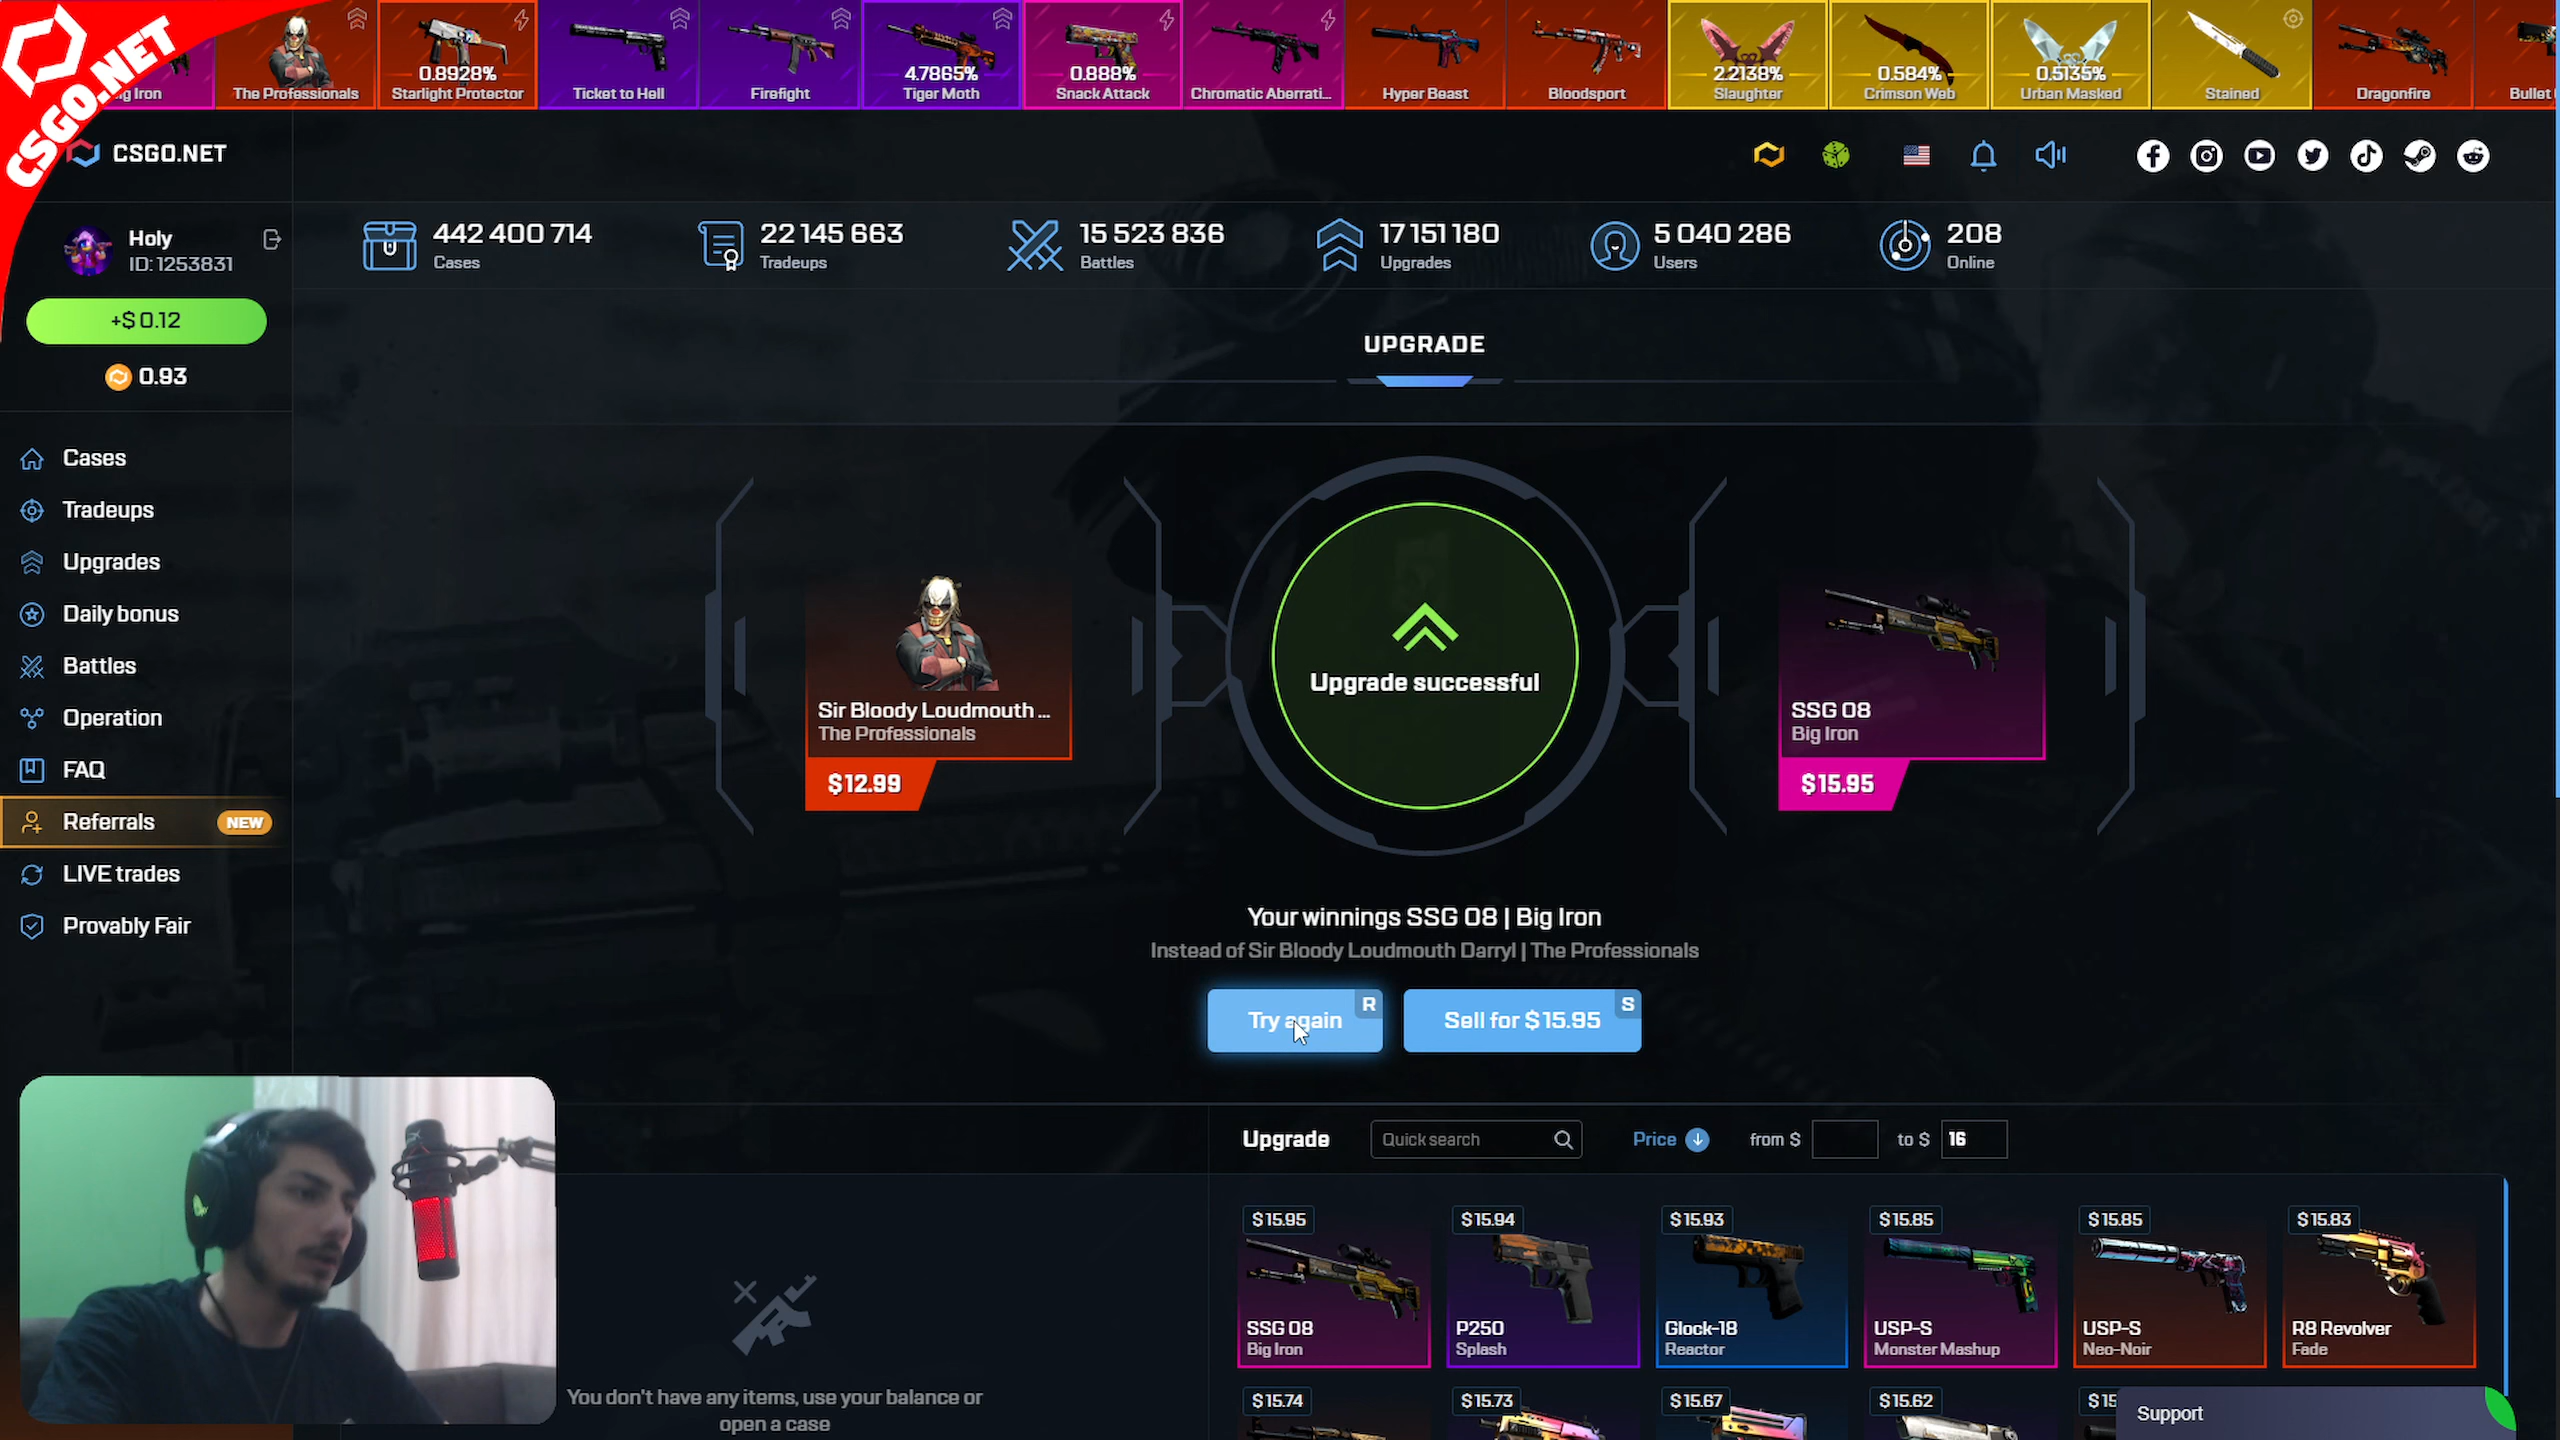 CSGO.NET
Big Iron
The Professionals
0.8928%
Starlight Protector
Ticket to Hell
Firefight
4.7865%
Tiger Moth
0.888%
Snack Attack
Chromatic Aberrati...
Hyper Beast
Bloodsport
2.2138%
Slaughter
0.584%
Crimson Web
0.5135%
Urban Masked
Stained
Dragonfire
Bullet
CSGO.NET
Holy
ID: 1253831
+$ 0.12
0.93
442 400 714
Cases
22 145 663
Tradeups
15 523 836
Battles
17 151 180
Upgrades
5 040 286
Users
208
Online
Cases
Tradeups
Upgrades
Daily bonus
Battles
Operation
FAQ
Referrals NEW
LIVE trades
Provably Fair
UPGRADE
Sir Bloody Loudmouth ...
The Professionals
$12.99
Upgrade successful
SSG 08
Big Iron
$15.95
Your winnings SSG 08 | Big Iron
Instead of Sir Bloody Loudmouth Darryl | The Professionals
Try again R
Sell for $15.95 S
You don't have any items, use your balance or
open a case
Upgrade Quick search Price from $ to $ 16
$15.95
SSG 08
Big Iron
$15.94
P250
Splash
$15.93
Glock-18
Reactor
$15.85
USP-S
Monster Mashup
$15.85
USP-S
Neo-Noir
$15.83
R8 Revolver
Fade
$15.74
$15.73
$15.67
$15.62
Support